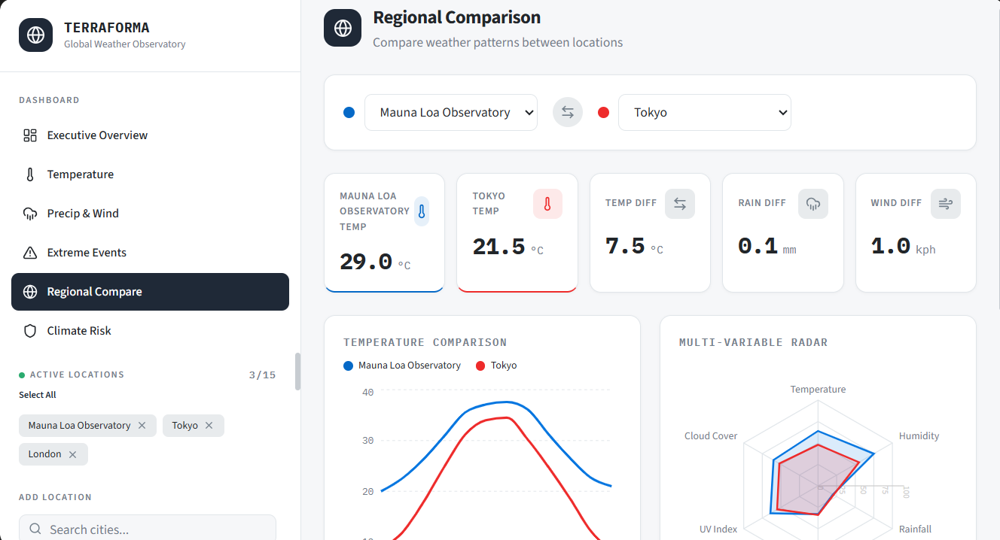 TERRAFORMA
Global Weather Observatory
DASHBOARD
Executive Overview
Temperature
Precip & Wind
Extreme Events
Regional Compare
Climate Risk
ACTIVE LOCATIONS 3/15
Select All
Mauna Loa Observatory
Tokyo
London
ADD LOCATION
Search cities...
Regional Comparison
Compare weather patterns between locations
Mauna Loa Observatory
Tokyo
MAUNA LOA
OBSERVATORY
TEMP
29.0 °C
TOKYO
TEMP
21.5 °C
TEMP DIFF
7.5 °C
RAIN DIFF
0.1 mm
WIND DIFF
1.0 kph
TEMPERATURE COMPARISON
Mauna Loa Observatory Tokyo
40
30
20
10
MULTI-VARIABLE RADAR
Temperature
Cloud Cover
Humidity
0 25 50 75 100
UV Index
Rainfall